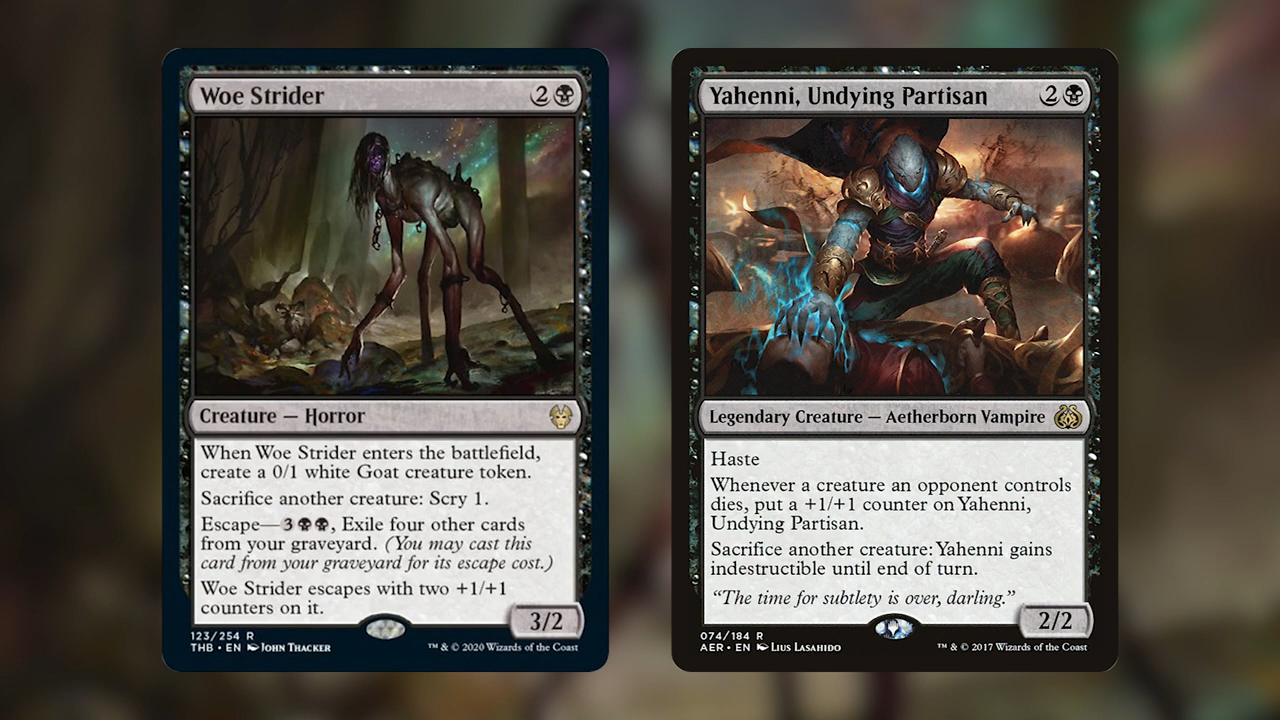 Woe Strider 2
Creature — Horror
When Woe Strider enters the battlefield,
create a 0/1 white Goat creature token.
Sacrifice another creature: Scry 1.
Escape—3, Exile four other cards
from your graveyard. (You may cast this
card from your graveyard for its escape cost.)
Woe Strider escapes with two +1/+1
counters on it.
3/2
123/254 R
THB • EN John Thacker
™ & © 2020 Wizards of the Coast
Yahenni, Undying Partisan 2
Legendary Creature — Aetherborn Vampire
Haste
Whenever a creature an opponent controls
dies, put a +1/+1 counter on Yahenni,
Undying Partisan.
Sacrifice another creature: Yahenni gains
indestructible until end of turn.
“The time for subtlety is over, darling.”
2/2
074/184 R
AER • EN Lius Lasahido
™ & © 2017 Wizards of the Coast